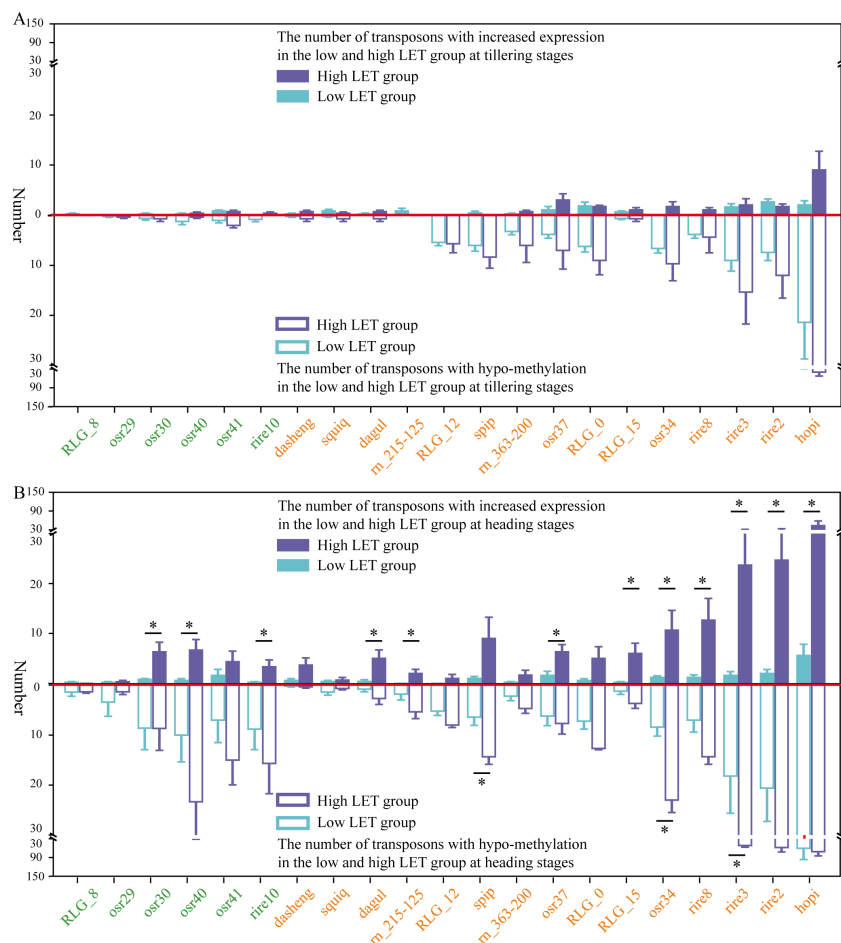 A
150
90
30
30
20
10
0
10
20
30
30
90
150
Number
The number of transposons with increased expression
in the low and high LET group at tillering stages
High LET group
Low LET group
High LET group
Low LET group
The number of transposons with hypo-methylation
in the low and high LET group at tillering stages
RLG_8
osr29
osr30
osr40
osr41
rire10
dasheng
squiq
dagul
rn_215-125
RLG_12
spip
rn_363-200
osr37
RLG_0
RLG_15
osr34
rire8
rire3
rire2
hopi
B
150
90
30
30
20
10
0
10
20
30
30
90
150
Number
The number of transposons with increased expression
in the low and high LET group at heading stages
High LET group
Low LET group
* * * * * * * * * * * *
* * *
High LET group
Low LET group
The number of transposons with hypo-methylation
in the low and high LET group at heading stages
RLG_8
osr29
osr30
osr40
osr41
rire10
dasheng
squiq
dagul
rn_215-125
RLG_12
spip
rn_363-200
osr37
RLG_0
RLG_15
osr34
rire8
rire3
rire2
hopi